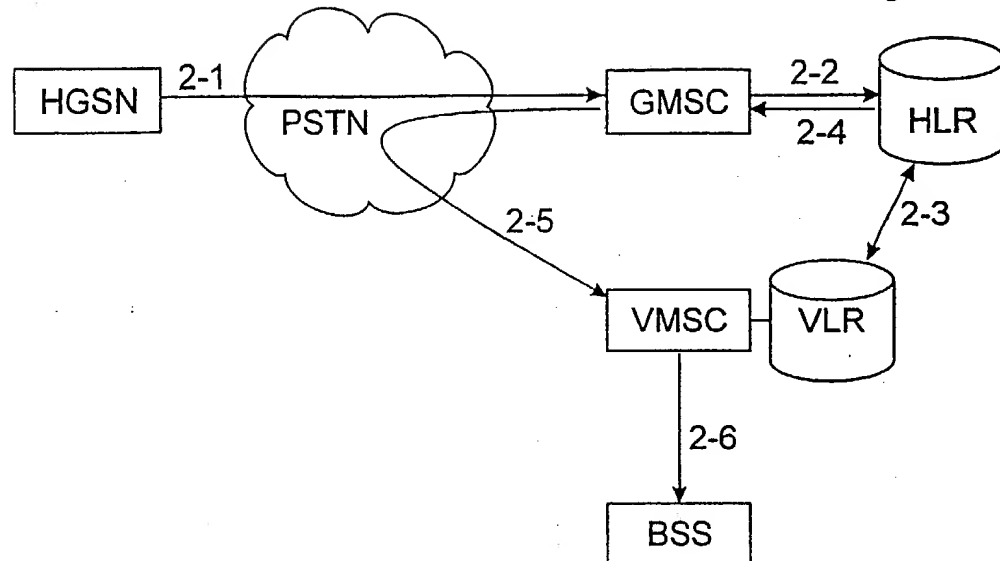 HGSN
2-1
PSTN
GMSC
2-2
2-4
HLR
2-3
2-5
VMSC
VLR
2-6
BSS